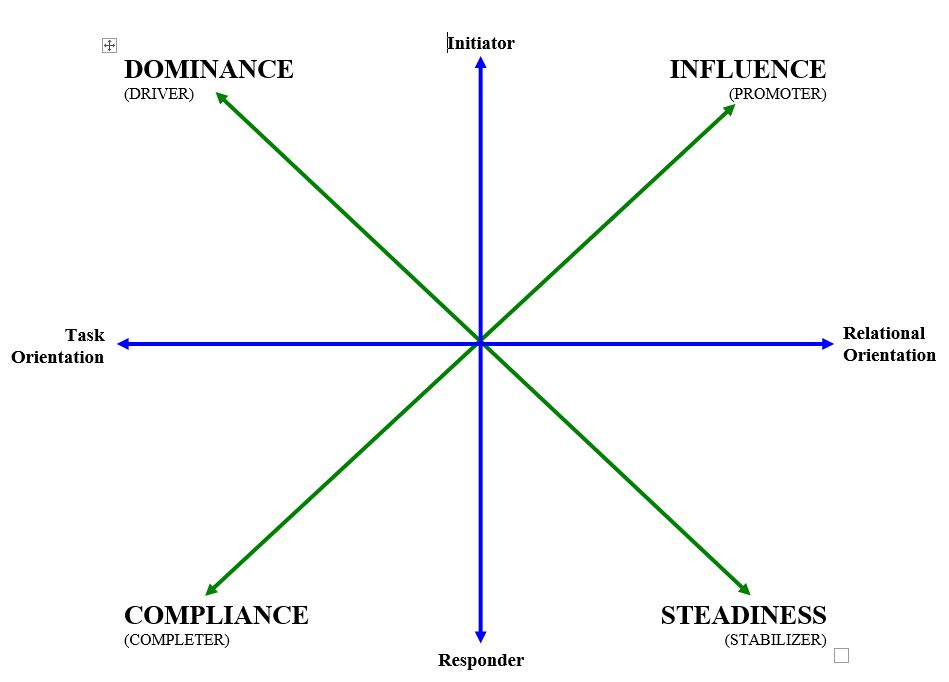 Initiator
DOMINANCE
(DRIVER)
INFLUENCE
(PROMOTER)
Task
Orientation
Relational
Orientation
COMPLIANCE
(COMPLETER)
STEADINESS
(STABILIZER)
Responder